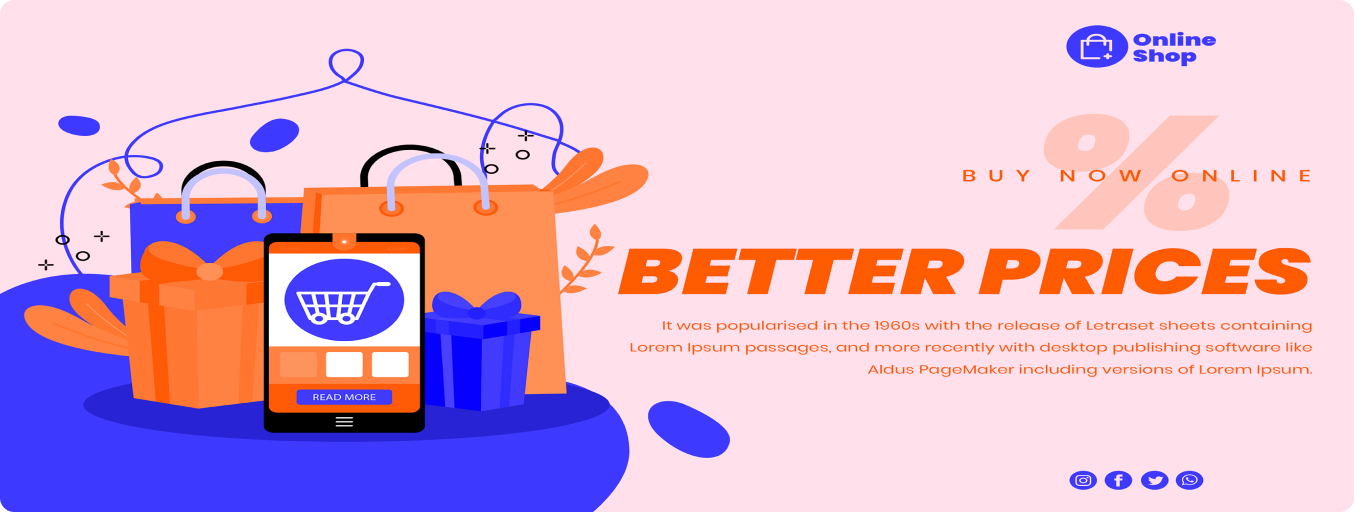 Online
Shop
%
BUY NOW ONLINE
BETTER PRICES
It was popularised in the 1960s with the release of Letraset sheets containing
Lorem Ipsum passages, and more recently with desktop publishing software like
Aldus PageMaker including versions of Lorem Ipsum.
READ MORE